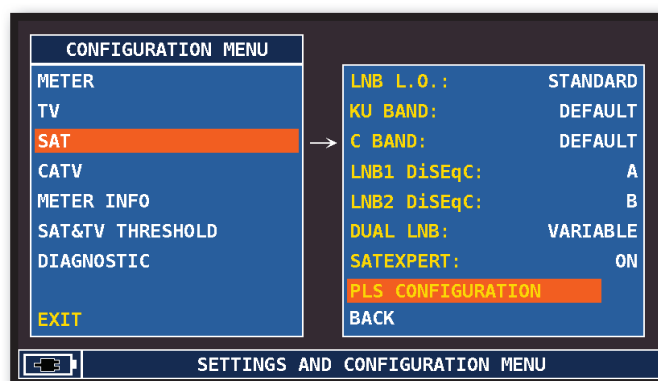 CONFIGURATION MENU
METER
TV
SAT
CATV
METER INFO
SAT&TV THRESHOLD
DIAGNOSTIC
EXIT
LNB L.O.: STANDARD
KU BAND: DEFAULT
C BAND: DEFAULT
LNB1 DiSEqC: A
LNB2 DiSEqC: B
DUAL LNB: VARIABLE
SATEXPERT: ON
PLS CONFIGURATION
BACK
SETTINGS AND CONFIGURATION MENU